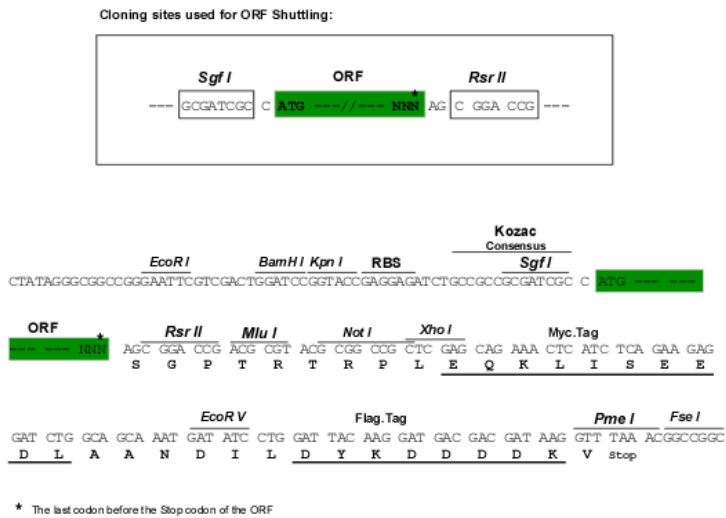 Cloning sites used for ORF Shuttling:
Sgf I ORF Rsr II
*
--- GCGATCGC C ATG ---//--- NNN AG C GGA CCG ---
Kozac
Consensus
EcoR I BamH I Kpn I RBS Sgf I
CTATAGGGCGGCCGGGAATTCGTCGACTGGATCCGGTACCGAGGAGATCTGCCGCCGCGATCGC C ATG --- --- ---
ORF * Rsr II Mlu I Not I Xho I Myc.Tag
--- --- NNN AGC GGA CCG ACG CGT ACG CGG CCG CTC GAG CAG AAA CTC ATC TCA GAA GAG
S G P T R T R P L E Q K L I S E E
EcoR V Flag.Tag Pme I Fse I
GAT CTG GCA GCA AAT GAT ATC CTG GAT TAC AAG GAT GAC GAC GAT AAG GTT TAA ACGGCCGGC
D L A A N D I L D Y K D D D D K V Stop
* The last codon before the Stop codon of the ORF